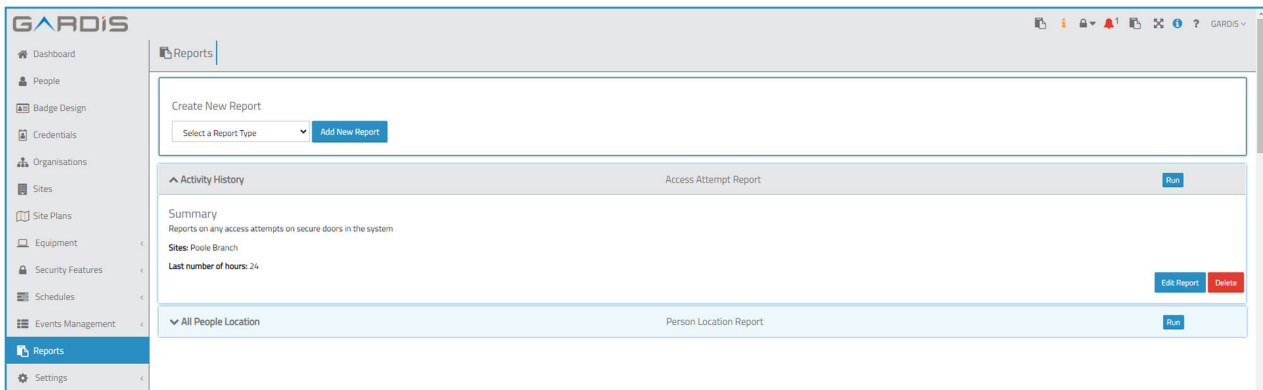 GARDiS
1
?
GARDiS
Dashboard
People
Badge Design
Credentials
Organisations
Sites
Site Plans
Equipment
Security Features
Schedules
Events Management
Reports
Settings
Reports
Create New Report
Select a Report Type
Add New Report
Activity History
Access Attempt Report
Run
Summary
Reports on any access attempts on secure doors in the system
Sites: Poole Branch
Last number of hours: 24
Edit Report
Delete
All People Location
Person Location Report
Run